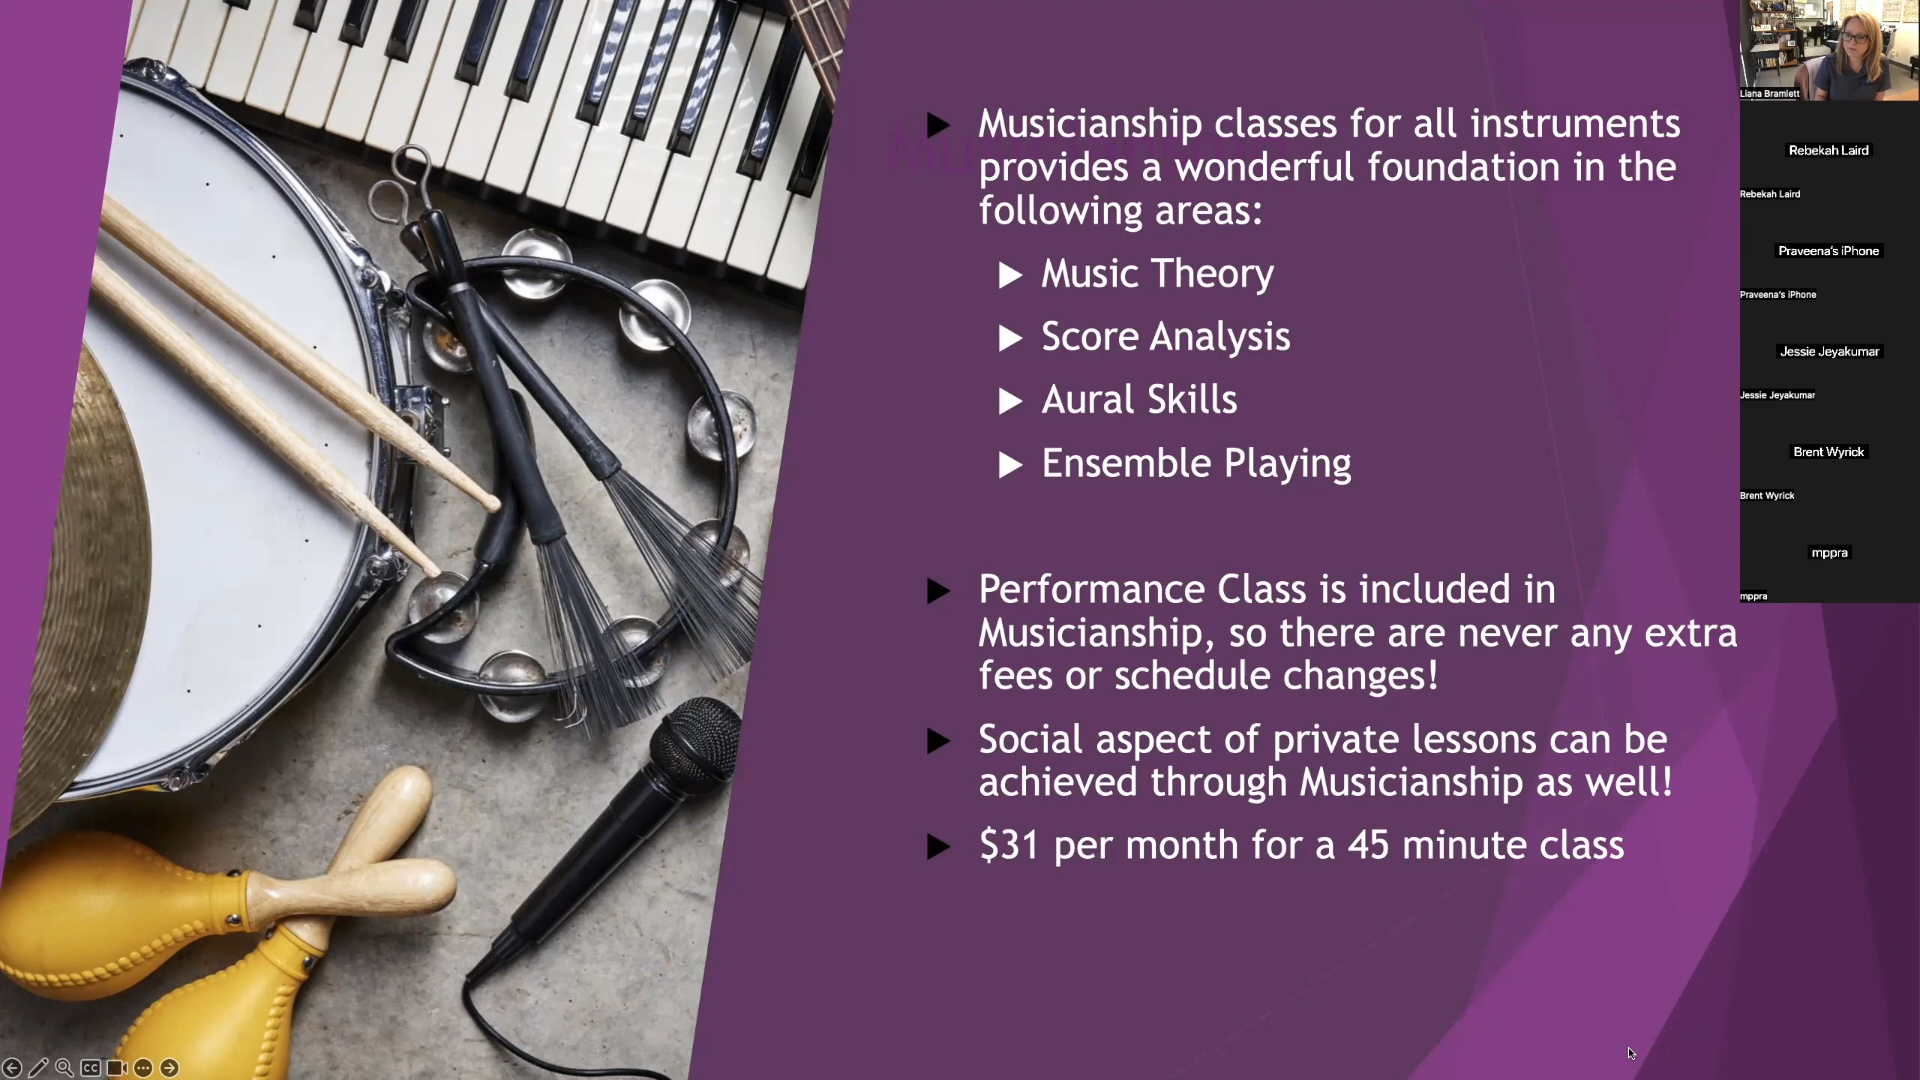 Musicianship classes for all instruments
provides a wonderful foundation in the
following areas:
Music Theory
Score Analysis
Aural Skills
Ensemble Playing
Performance Class is included in
Musicianship, so there are never any extra
fees or schedule changes!
Social aspect of private lessons can be
achieved through Musicianship as well!
$31 per month for a 45 minute class
Liana Bramlett
Rebekah Laird
Rebekah Laird
Praveena's iPhone
Praveena's iPhone
Jessie Jeyakumar
Jessie Jeyakumar
Brent Wyrick
Brent Wyrick
mppra
mppra
CC